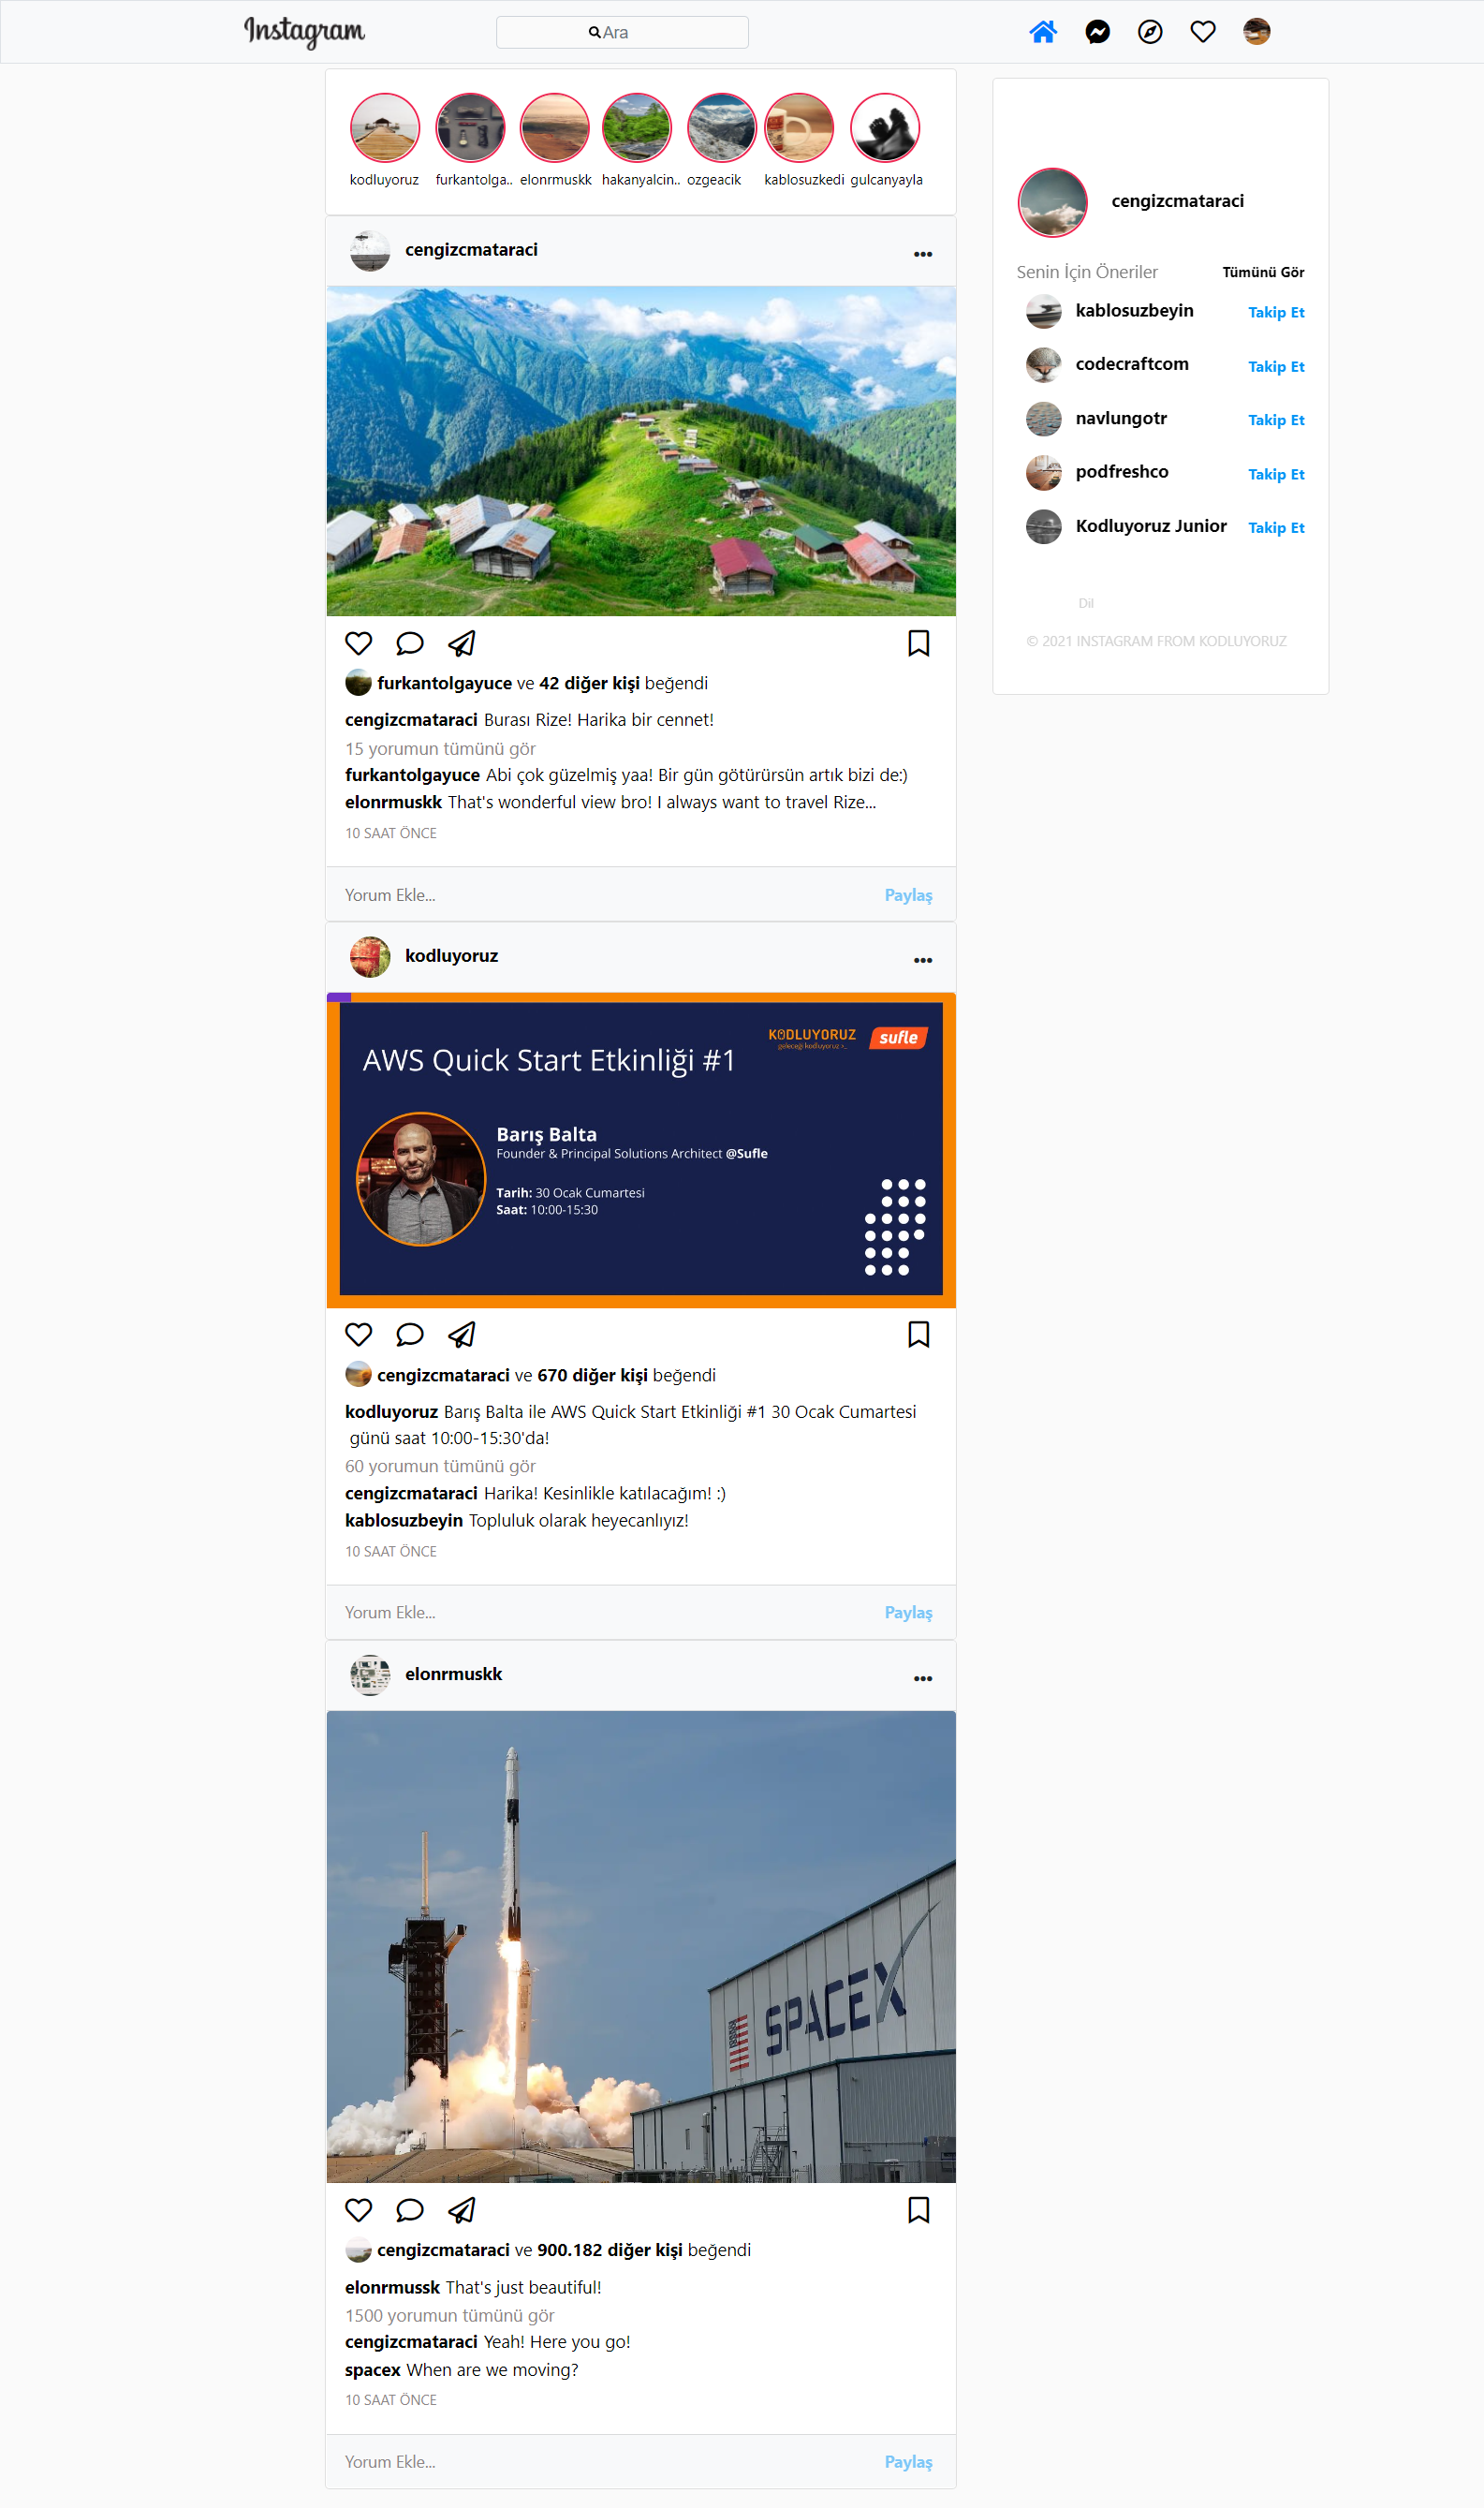 Instagram
Ara
kodluyoruz
furkantolga..
elonrmuskk
hakanyalcin..
ozgeacik
kablosuzkedi
gulcanyayla
cengizcmataraci
Senin İçin Öneriler
Tümünü Gör
kablosuzbeyin
Takip Et
codecraftcom
Takip Et
navlungotr
Takip Et
podfreshco
Takip Et
Kodluyoruz Junior
Takip Et
Dil
© 2021 INSTAGRAM FROM KODLUYORUZ
cengizcmataraci
furkantolgayuce ve 42 diğer kişi beğendi
cengizcmataraci Burası Rize! Harika bir cennet!
15 yorumun tümünü gör
furkantolgayuce Abi çok güzelmiş yaa! Bir gün götürürsün artık bizi de:)
elonrmuskk That's wonderful view bro! I always want to travel Rize...
10 SAAT ÖNCE
Yorum Ekle...
Paylaş
kodluyoruz
KODLUYORUZ
geleceği kodluyoruz >_
sufle
AWS Quick Start Etkinliği #1
Barış Balta
Founder & Principal Solutions Architect @Sufle
Tarih: 30 Ocak Cumartesi
Saat: 10:00-15:30
cengizcmataraci ve 670 diğer kişi beğendi
kodluyoruz Barış Balta ile AWS Quick Start Etkinliği #1 30 Ocak Cumartesi
günü saat 10:00-15:30'da!
60 yorumun tümünü gör
cengizcmataraci Harika! Kesinlikle katılacağım! :)
kablosuzbeyin Topluluk olarak heyecanlıyız!
10 SAAT ÖNCE
Yorum Ekle...
Paylaş
elonrmuskk
SPACEX
cengizcmataraci ve 900.182 diğer kişi beğendi
elonrmussk That's just beautiful!
1500 yorumun tümünü gör
cengizcmataraci Yeah! Here you go!
spacex When are we moving?
10 SAAT ÖNCE
Yorum Ekle...
Paylaş